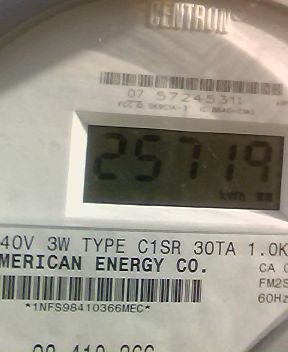 CENTRON
07 57245311
25719
kWh
40V 3W TYPE C1SR 30TA 1.0K
MERICAN ENERGY CO.
CA 0
FM2S
60Hz
*1NFS98410366MEC*